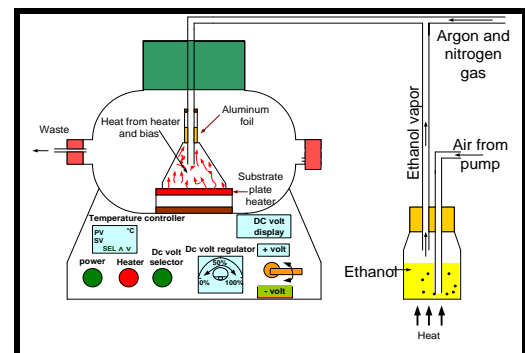 Argon and
nitrogen
gas
Aluminum
foil
Heat from heater
and bias
Waste
Ethanol vapor
Air from
pump
Substrate
plate
heater
Temperature controller
PV °C
SV
SEL ∧ ∨
DC volt
display
power
Heater
Dc volt
selector
Dc volt regulator
50%
0%
100%
+ volt
- volt
Ethanol
Heat